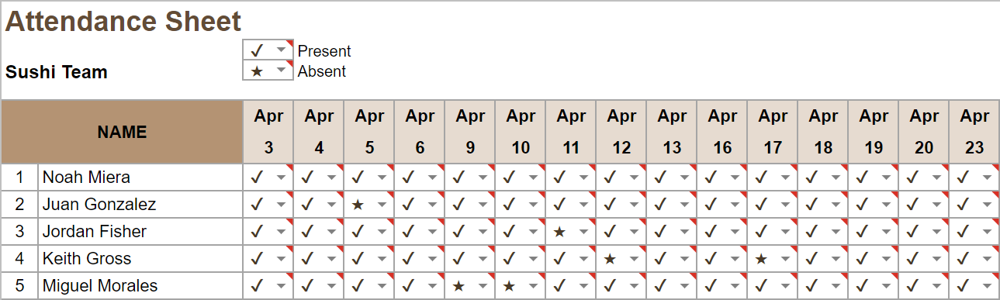 Attendance Sheet
✓ Present
Sushi Team
★ Absent
NAME Apr 3 Apr 4 Apr 5 Apr 6 Apr 9 Apr 10 Apr 11 Apr 12 Apr 13 Apr 16 Apr 17 Apr 18 Apr 19 Apr 20 Apr 23
1 Noah Miera ✓ ✓ ✓ ✓ ✓ ✓ ✓ ✓ ✓ ✓ ✓ ✓ ✓ ✓ ✓
2 Juan Gonzalez ✓ ✓ ★ ✓ ✓ ✓ ✓ ✓ ✓ ✓ ✓ ✓ ✓ ✓ ✓
3 Jordan Fisher ✓ ✓ ✓ ✓ ✓ ✓ ★ ✓ ✓ ✓ ✓ ✓ ✓ ✓ ✓
4 Keith Gross ✓ ✓ ✓ ✓ ✓ ✓ ✓ ★ ✓ ✓ ★ ✓ ✓ ✓ ✓
5 Miguel Morales ✓ ✓ ✓ ✓ ★ ★ ✓ ✓ ✓ ✓ ✓ ✓ ✓ ✓ ✓